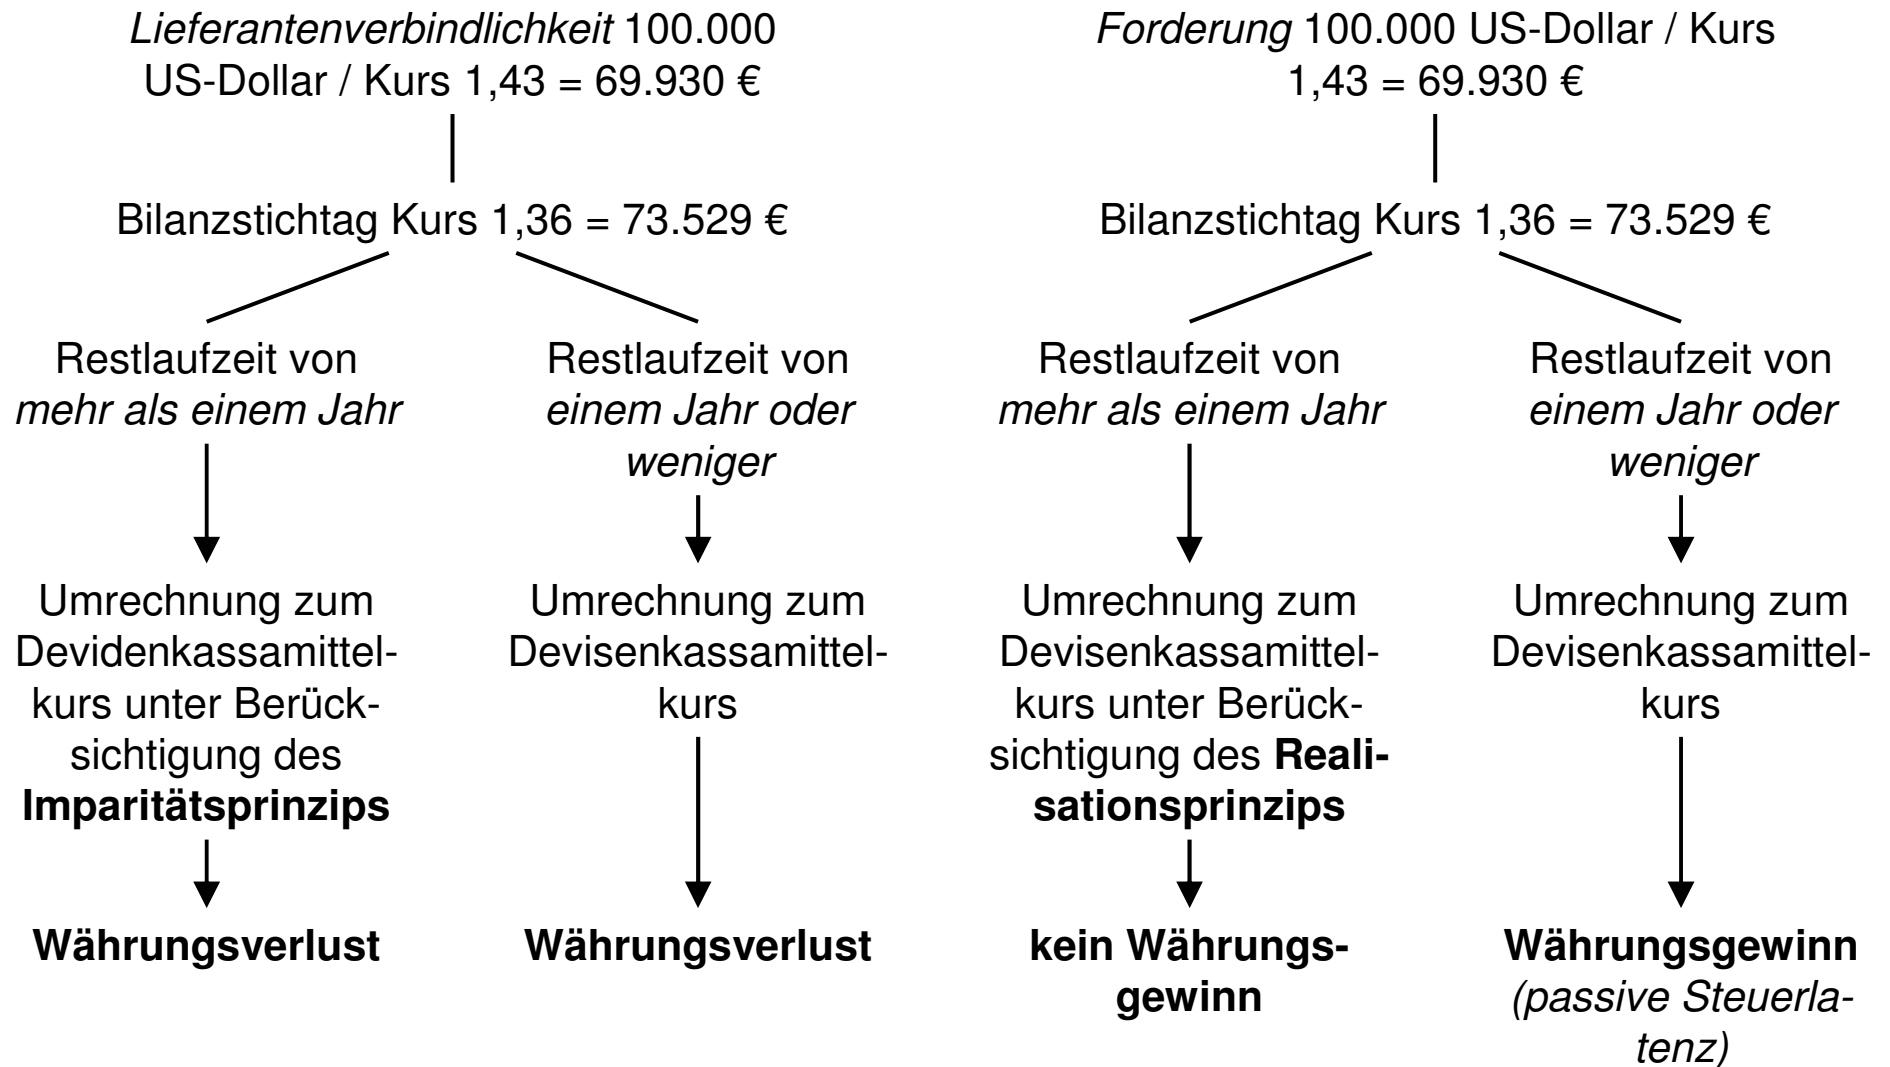 Lieferantenverbindlichkeit 100.000
US-Dollar / Kurs 1,43 = 69.930 €
Bilanzstichtag Kurs 1,36 = 73.529 €
Restlaufzeit von
mehr als einem Jahr
Umrechnung zum
Devidenkassamittel-
kurs unter Berück-
sichtigung des
Imparitätsprinzips
Währungsverlust
Restlaufzeit von
einem Jahr oder
weniger
Umrechnung zum
Devisenkassamittel-
kurs
Währungsverlust
Forderung 100.000 US-Dollar / Kurs
1,43 = 69.930 €
Bilanzstichtag Kurs 1,36 = 73.529 €
Restlaufzeit von
mehr als einem Jahr
Umrechnung zum
Devisenkassamittel-
kurs unter Berück-
sichtigung des Reali-
sationsprinzips
kein Währungs-
gewinn
Restlaufzeit von
einem Jahr oder
weniger
Umrechnung zum
Devisenkassamittel-
kurs
Währungsgewinn
(passive Steuerla-
tenz)